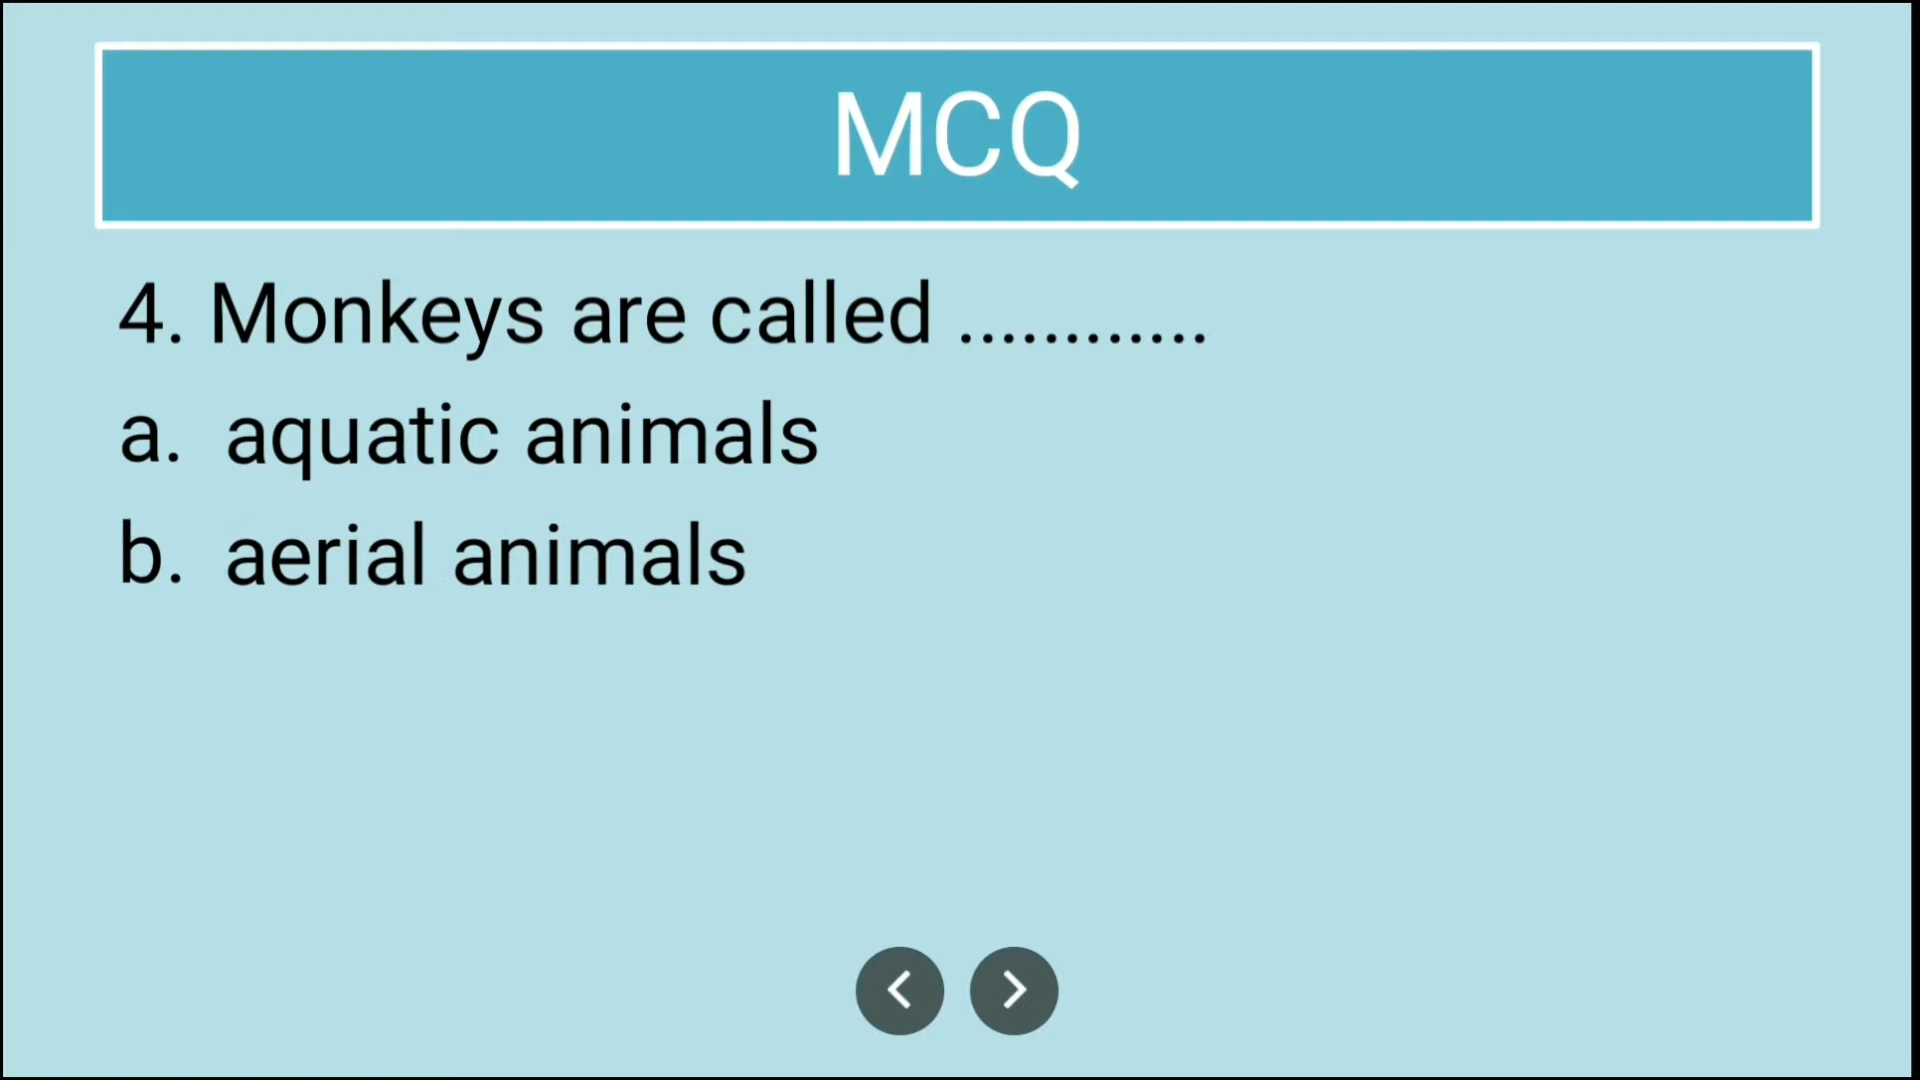 MCQ
4. Monkeys are called ............
a. aquatic animals
b. aerial animals